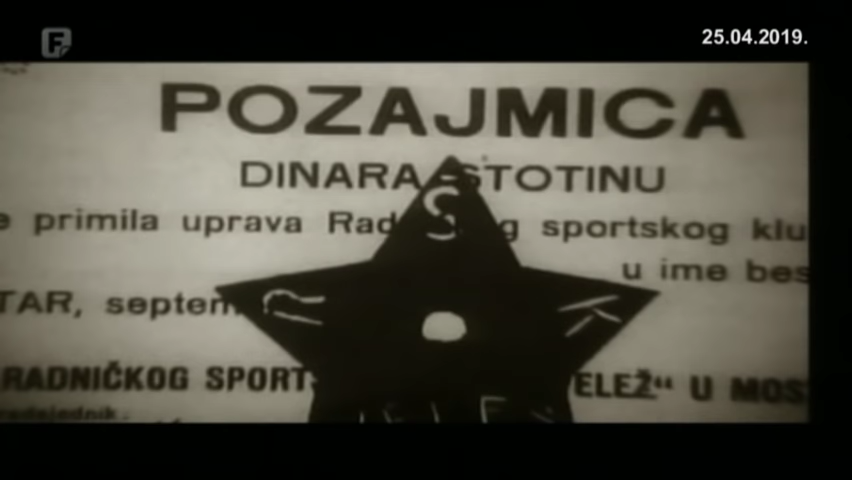 F
25.04.2019.
POZAJMICA
DINARA STOTINU
e primila uprava Rad g sportskog klu
u ime bes
TAR, septem
RADNIČKOG SPORT ELEŽ“ U MOS
S
K